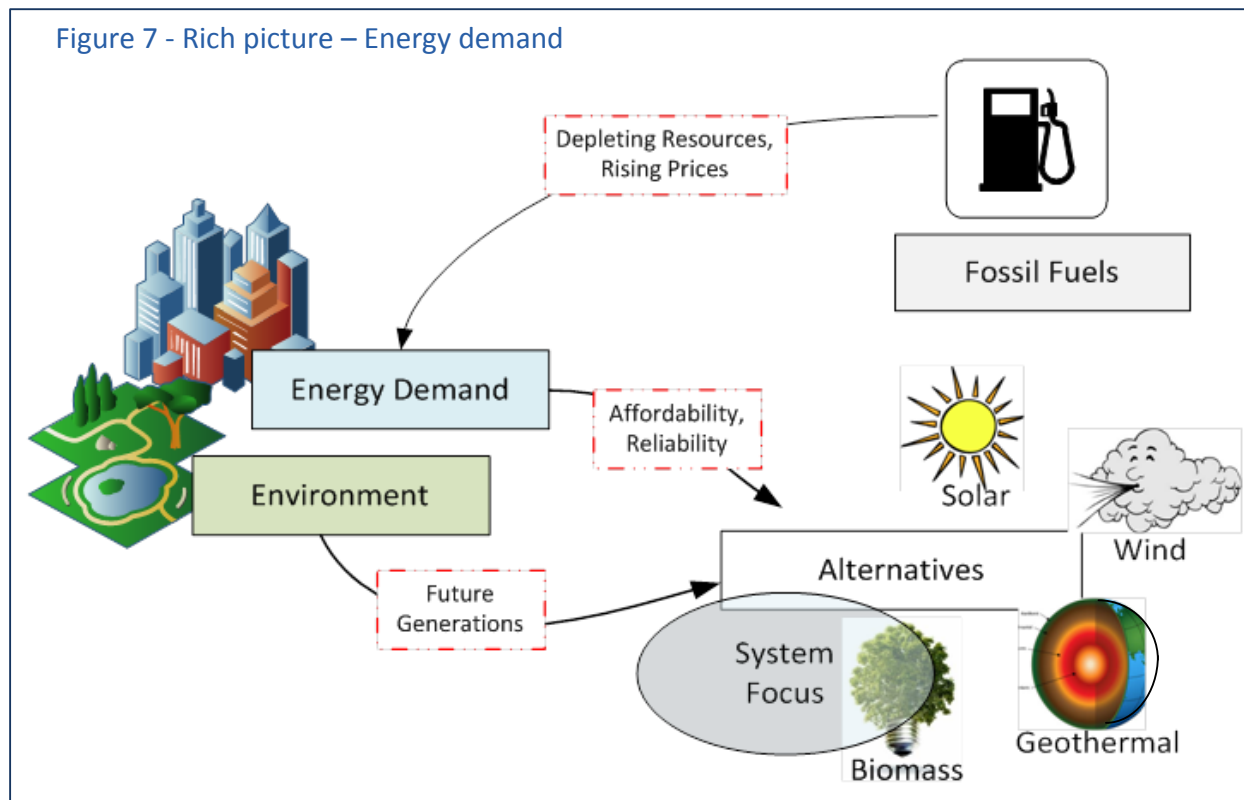 Figure 7 - Rich picture – Energy demand
Depleting Resources,
Rising Prices
Fossil Fuels
Energy Demand
Affordability,
Reliability
Solar
Environment
Wind
Alternatives
Future
Generations
System
Focus
Geothermal
Biomass